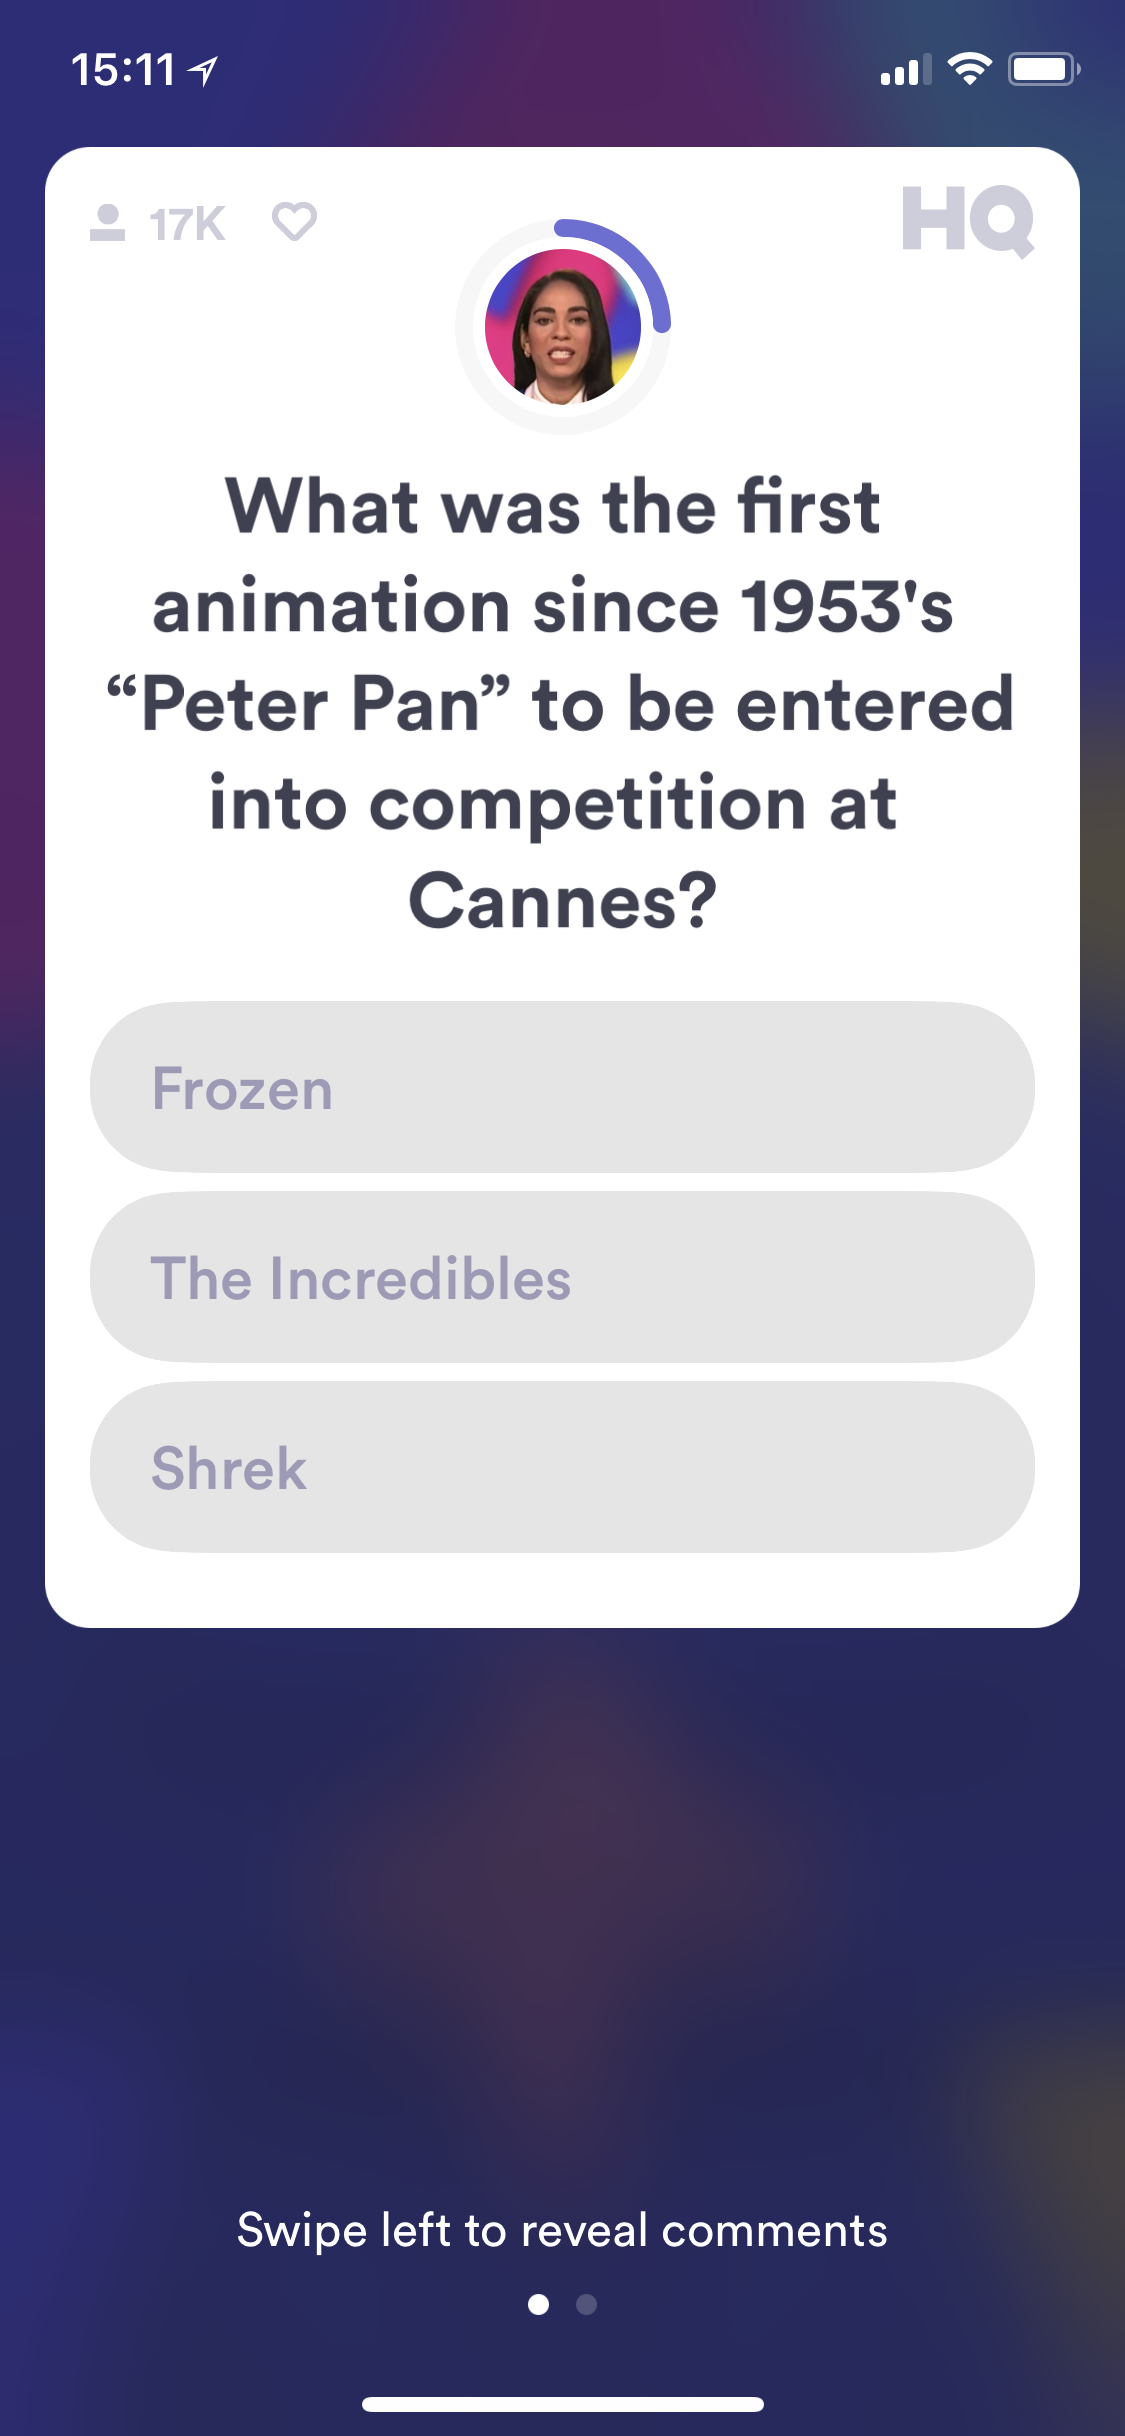 15:11
17K
HQ
What was the first
animation since 1953's
“Peter Pan” to be entered
into competition at
Cannes?
Frozen
The Incredibles
Shrek
Swipe left to reveal comments